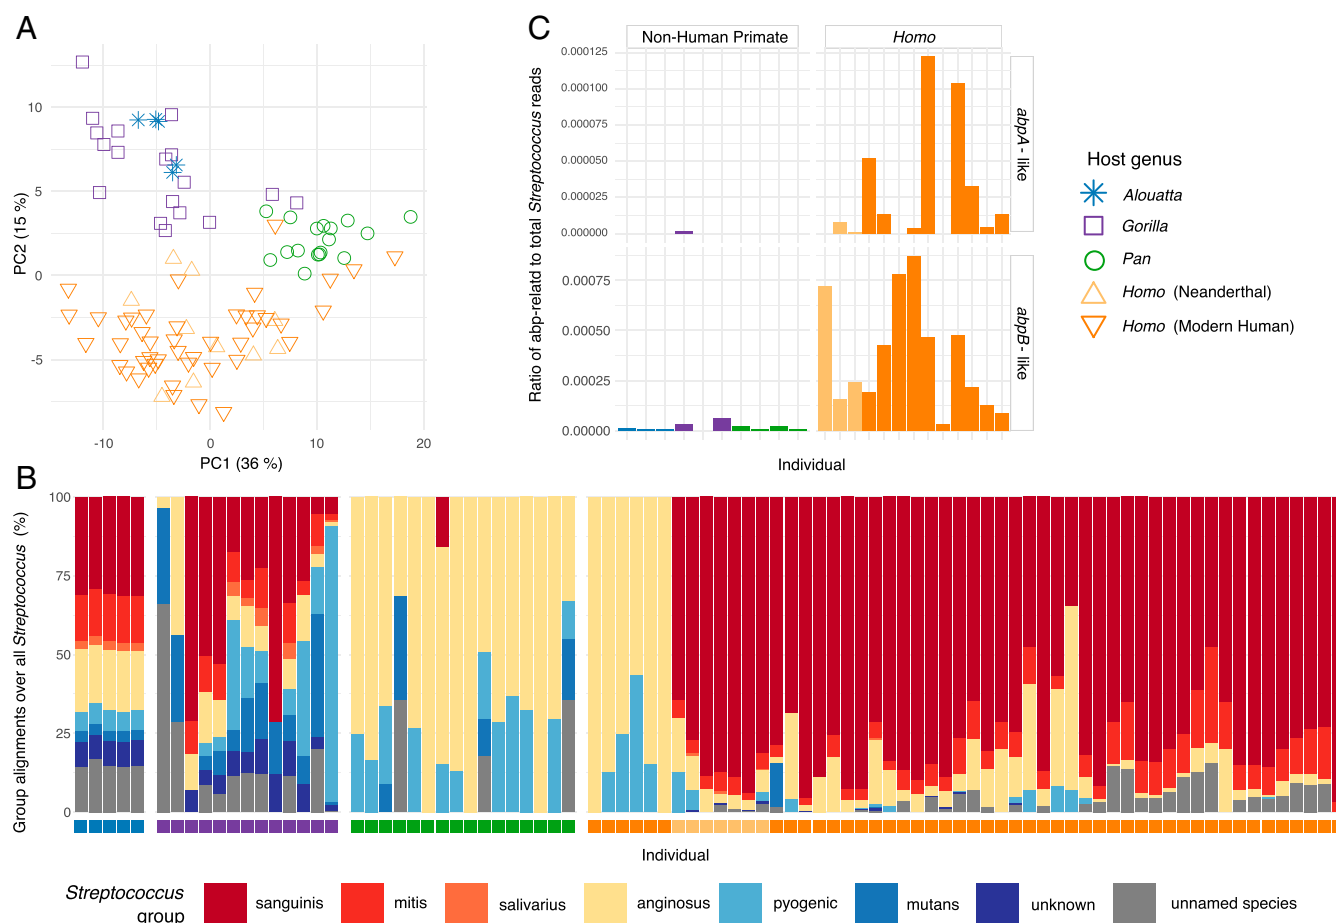 A
PC2 (15 %)
10
5
0
-5
-10
0
10
20
PC1 (36 %)
C
Non-Human Primate
Homo
Ratio of abp-relatd to total Streptococcus reads
0.000125
0.000100
0.000075
0.000050
0.000025
0.000000
abpA - like
0.00075
0.00050
0.00025
0.00000
abpB - like
Individual
Host genus
Alouatta
Gorilla
Pan
Homo (Neanderthal)
Homo (Modern Human)
B
Group alignments over all Streptococcus (%)
100
75
50
25
0
Individual
Streptococcus
group
sanguinis
mitis
salivarius
anginosus
pyogenic
mutans
unknown
unnamed species